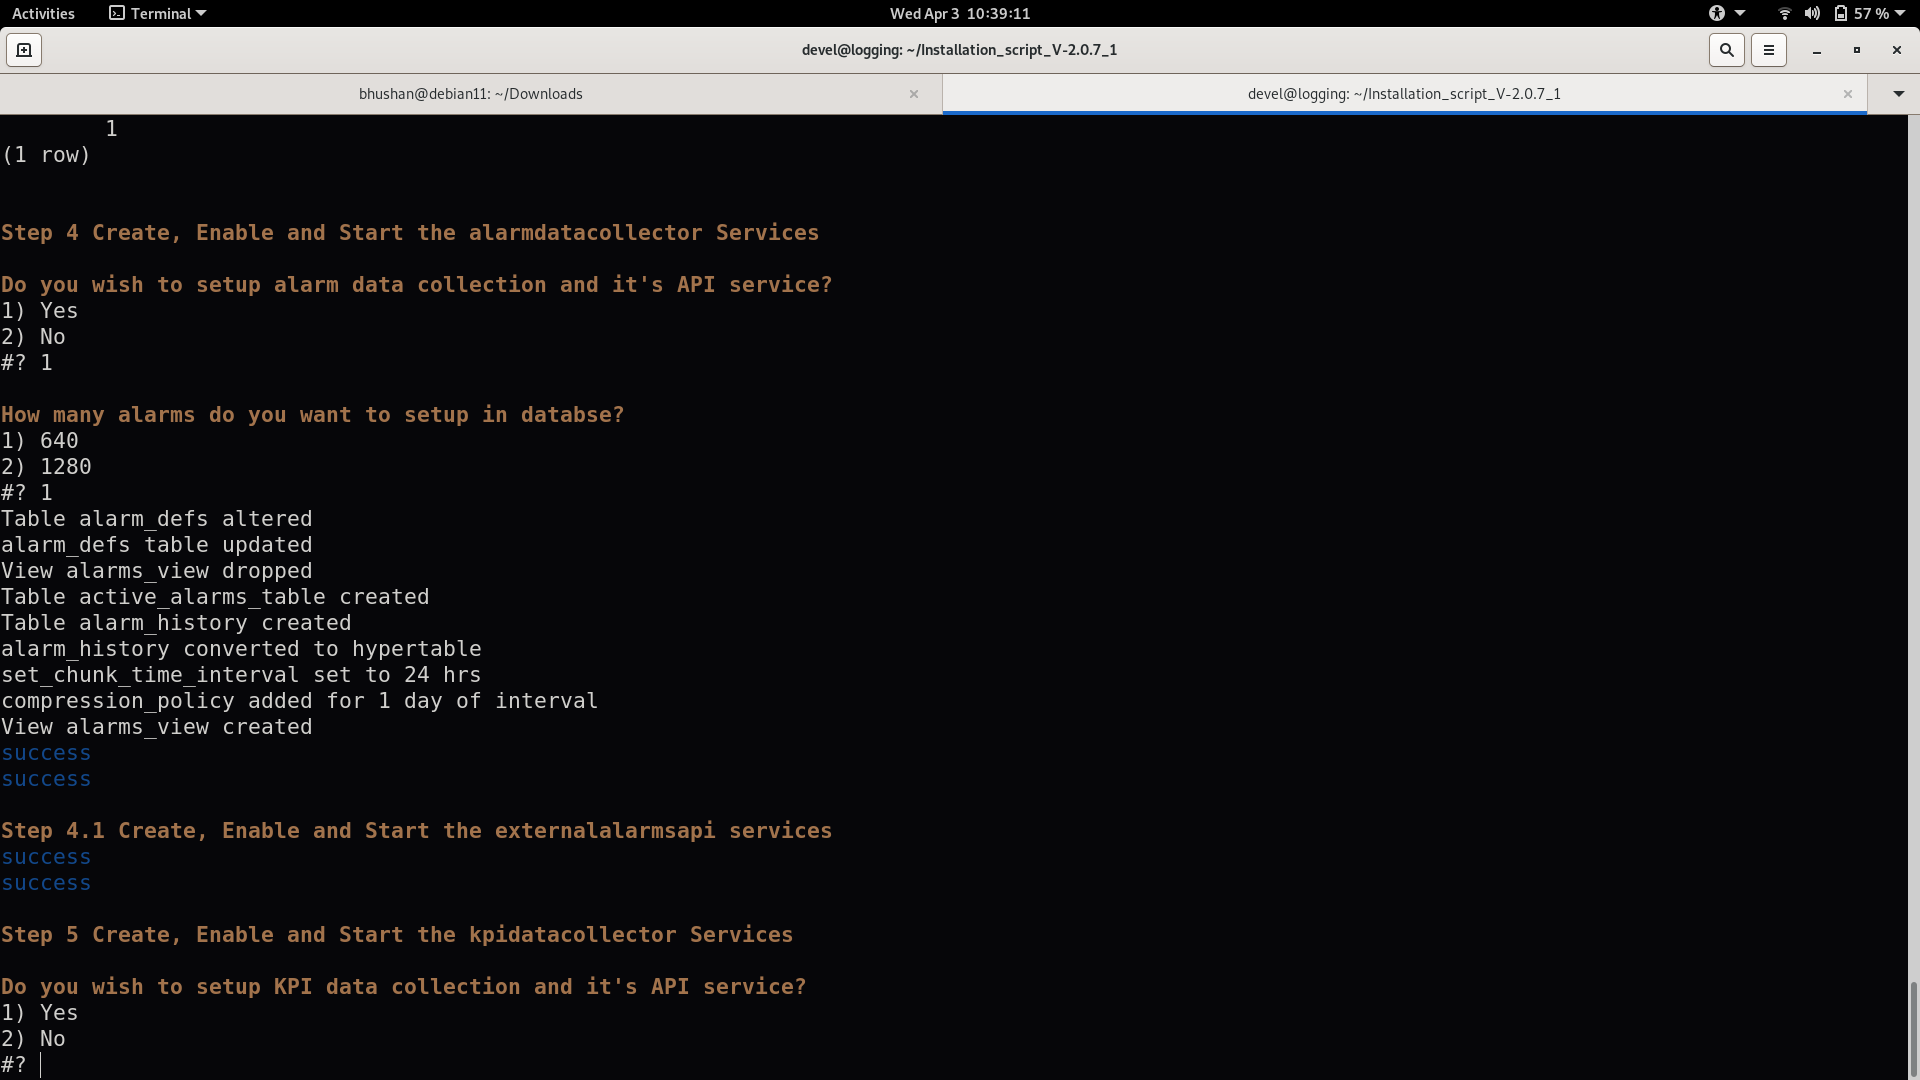 Activities Terminal Wed Apr 3 10:39:11 57 %
devel@logging: ~/Installation_script_V-2.0.7_1
bhushan@debian11: ~/Downloads devel@logging: ~/Installation_script_V-2.0.7_1
1
(1 row)
Step 4 Create, Enable and Start the alarmdatacollector Services
Do you wish to setup alarm data collection and it's API service?
1) Yes
2) No
#? 1
How many alarms do you want to setup in databse?
1) 640
2) 1280
#? 1
Table alarm_defs altered
alarm_defs table updated
View alarms_view dropped
Table active_alarms_table created
Table alarm_history created
alarm_history converted to hypertable
set_chunk_time_interval set to 24 hrs
compression_policy added for 1 day of interval
View alarms_view created
success
success
Step 4.1 Create, Enable and Start the externalalarmsapi services
success
success
Step 5 Create, Enable and Start the kpidatacollector Services
Do you wish to setup KPI data collection and it's API service?
1) Yes
2) No
#?